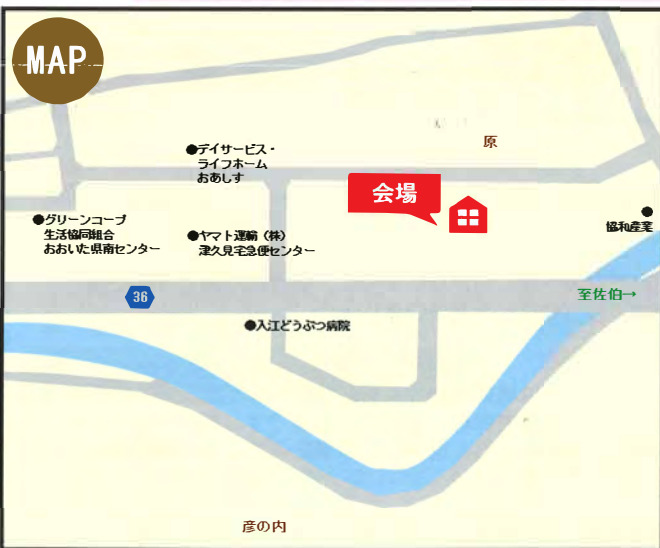 MAP
●デイサービス・
ライフホーム
おあしす
原
会場
●グリーンコープ
生活協同組合
おおいた県南センター
●ヤマト運輸（株）
津久見宅急便センター
●
協和産業
36
至佐伯→
●入江どうぶつ病院
彦の内